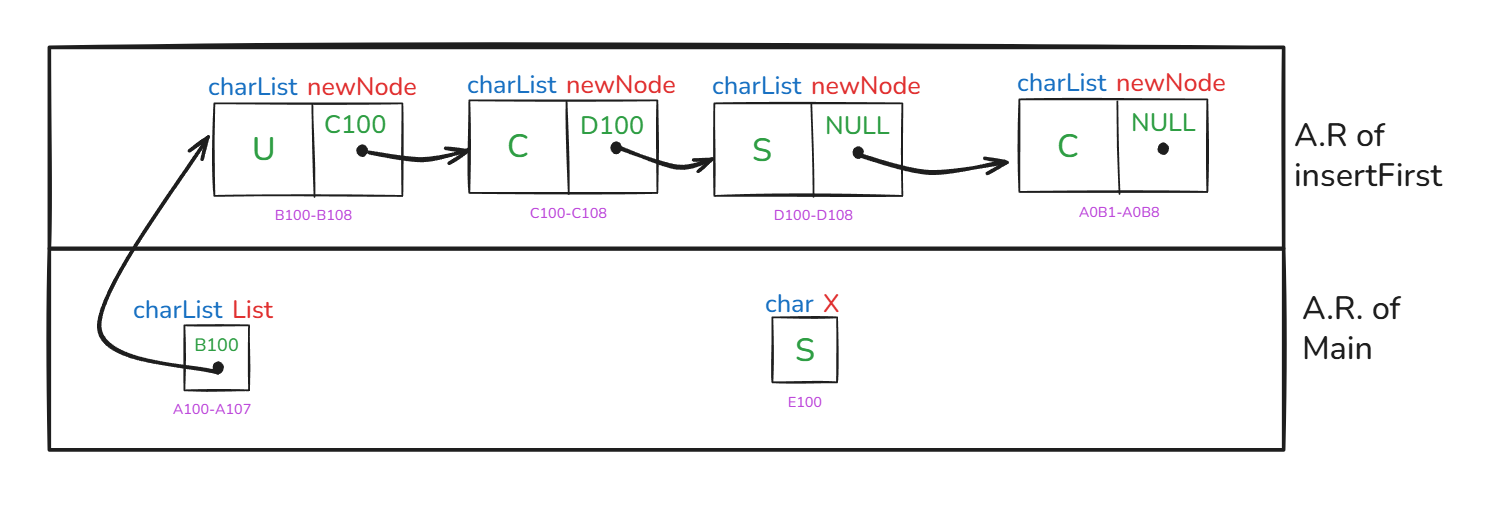 charList newNode
U
C100
B100-B108
charList newNode
C
D100
C100-C108
charList newNode
S
NULL
D100-D108
charList newNode
C
NULL
A0B1-A0B8
A.R of
insertFirst
charList List
B100
A100-A107
char X
S
E100
A.R. of
Main